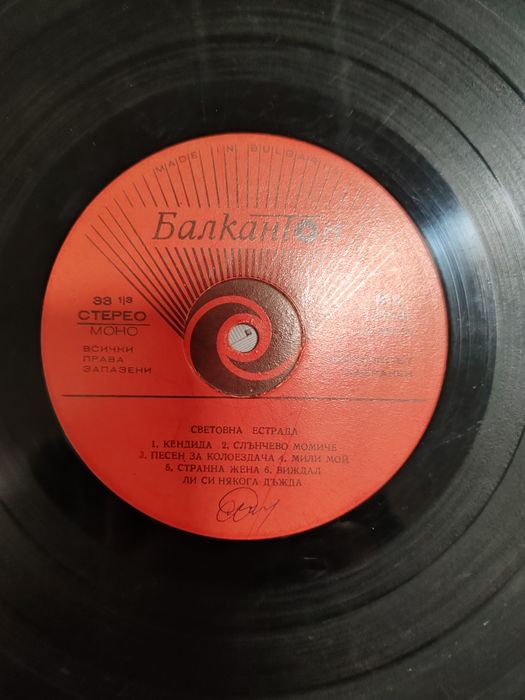 MADE IN BULGARIA
Балкантон
33 1|3
СТЕРЕО
МОНО
ВСИЧКИ
ПРАВА
ЗАПАЗЕНИ
СВЕТОВНА ЕСТРАДА
1. КЕНДИДА 2. СЛЪНЧЕВО МОМИЧЕ
3. ПЕСЕН ЗА КОЛОЕЗДАЧА 4. МИЛИ МОЙ
5. СТРАННА ЖЕНА 6. ВИЖДАЛ
ЛИ СИ НЯКОГА ДЪЖДА